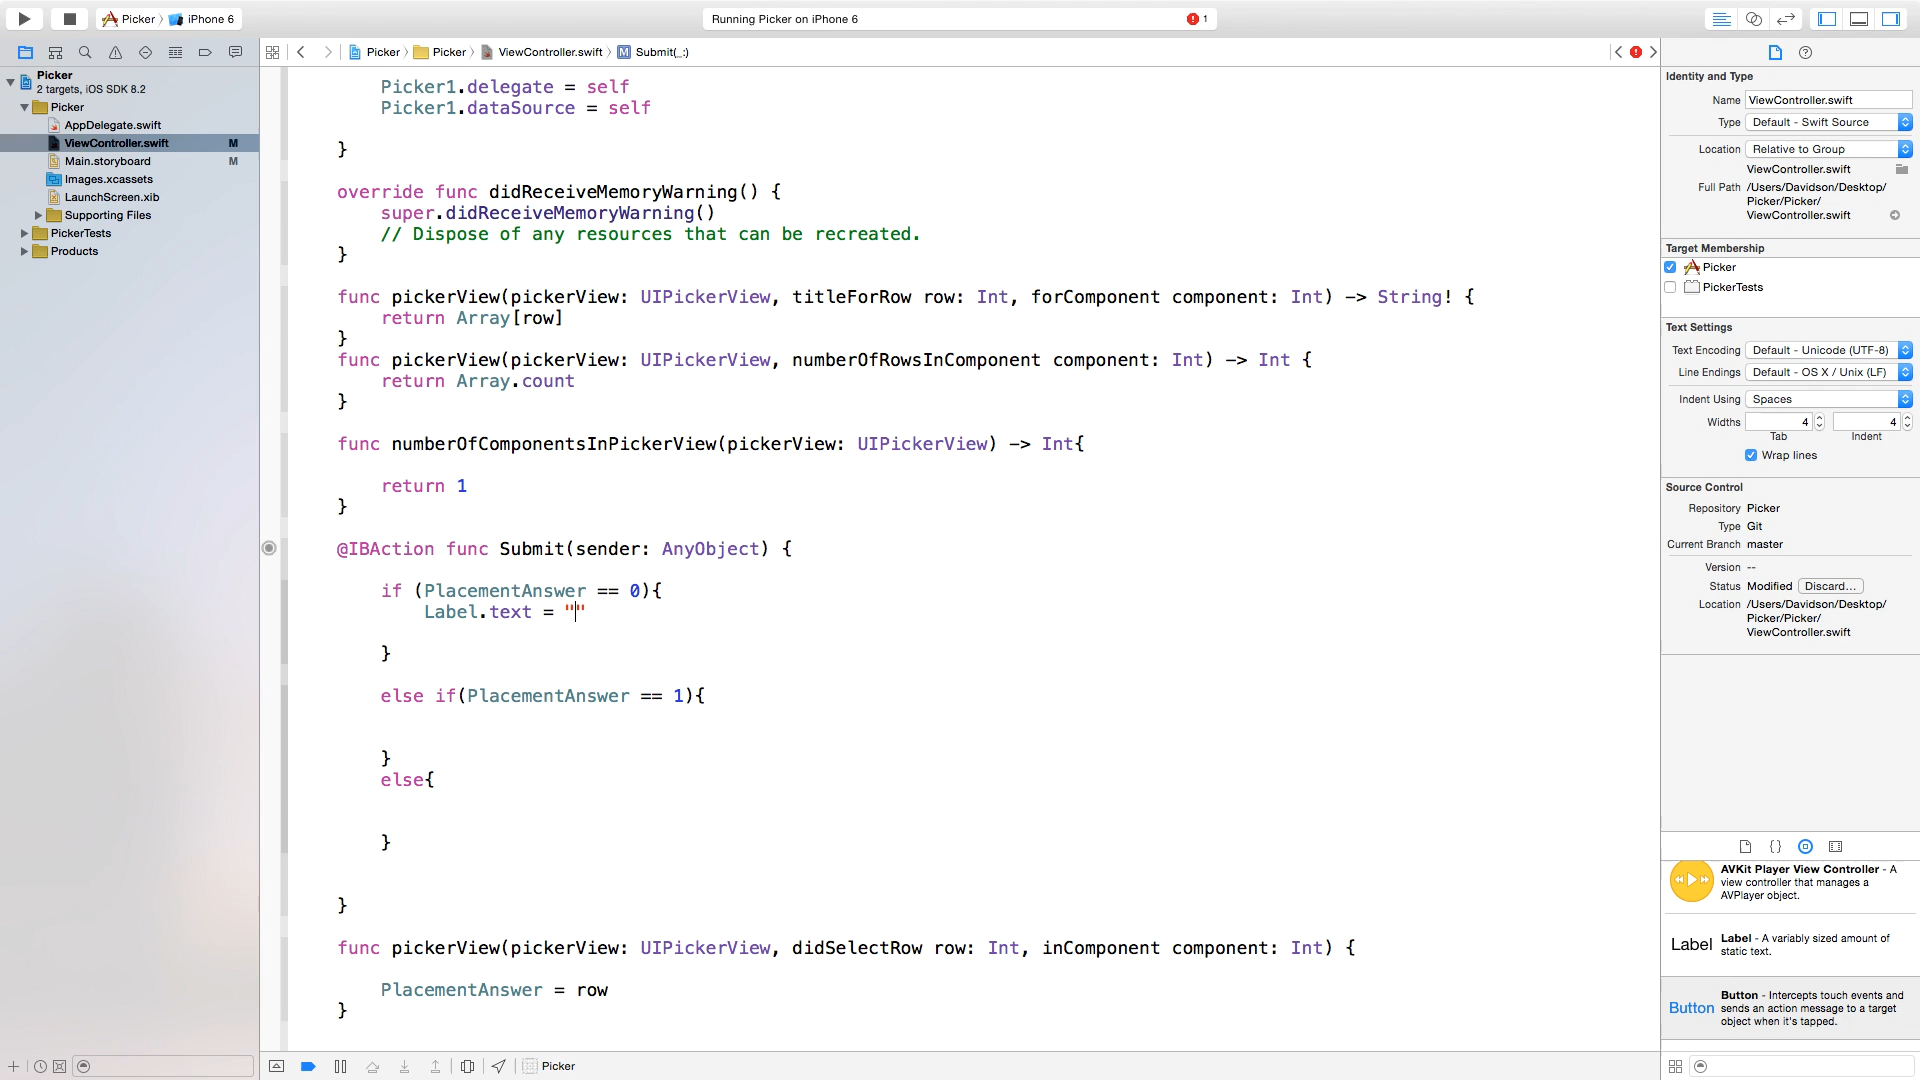 Picker
iPhone 6
Running Picker on iPhone 6
1
Picker
Picker
ViewController.swift
M
Submit(_:)
Picker
2 targets, iOS SDK 8.2
Picker
AppDelegate.swift
ViewController.swift
M
Main.storyboard
M
Images.xcassets
LaunchScreen.xib
Supporting Files
PickerTests
Products
Picker1.delegate = self
Picker1.dataSource = self
}
override func didReceiveMemoryWarning() {
super.didReceiveMemoryWarning()
// Dispose of any resources that can be recreated.
}
func pickerView(pickerView: UIPickerView, titleForRow row: Int, forComponent component: Int) -> String! {
return Array[row]
}
func pickerView(pickerView: UIPickerView, numberOfRowsInComponent component: Int) -> Int {
return Array.count
}
func numberOfComponentsInPickerView(pickerView: UIPickerView) -> Int{
return 1
}
@IBAction func Submit(sender: AnyObject) {
if (PlacementAnswer == 0){
Label.text = ""
}
else if(PlacementAnswer == 1){
}
else{
}
}
func pickerView(pickerView: UIPickerView, didSelectRow row: Int, inComponent component: Int) {
PlacementAnswer = row
}
Picker
Identity and Type
Name ViewController.swift
Type Default - Swift Source
Location Relative to Group
ViewController.swift
Full Path /Users/Davidson/Desktop/
Picker/Picker/
ViewController.swift
Target Membership
Picker
PickerTests
Text Settings
Text Encoding Default - Unicode (UTF-8)
Line Endings Default - OS X / Unix (LF)
Indent Using Spaces
Widths 4 4
Tab Indent
Wrap lines
Source Control
Repository Picker
Type Git
Current Branch master
Version --
Status Modified Discard...
Location /Users/Davidson/Desktop/
Picker/Picker/
ViewController.swift
{}
AVKit Player View Controller - A
view controller that manages a
AVPlayer object.
Label
Label - A variably sized amount of
static text.
Button
Button - Intercepts touch events and
sends an action message to a target
object when it's tapped.